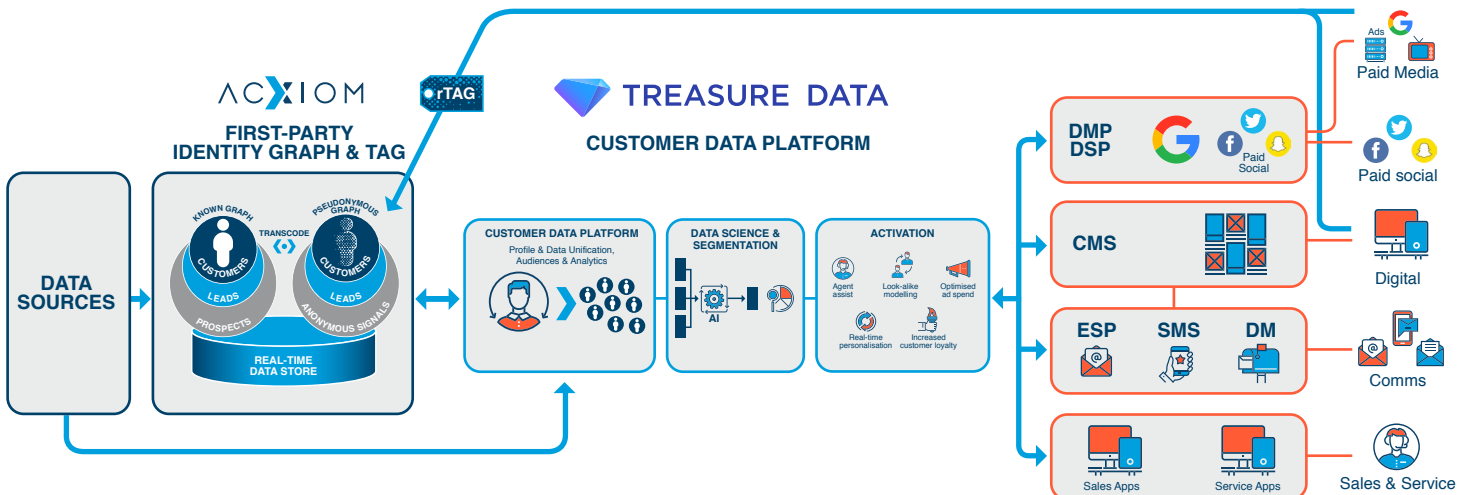 ACXIOM
FIRST-PARTY
IDENTITY GRAPH & TAG
rTAG
TREASURE DATA
CUSTOMER DATA PLATFORM
DATA
SOURCES
KNOWN GRAPH
CUSTOMERS
LEADS
PROSPECTS
TRANSCODE
PSEUDONYMOUS
GRAPH
CUSTOMERS
LEADS
ANONYMOUS SIGNALS
REAL-TIME
DATA STORE
CUSTOMER DATA PLATFORM
Profile & Data Unification,
Audiences & Analytics
DATA SCIENCE &
SEGMENTATION
AI
ACTIVATION
Agent
assist
Look-alike
modelling
Optimised
ad spend
Real-time
personalisation
Increased
customer loyalty
DMP
DSP
Paid
Social
CMS
ESP
SMS
DM
Sales Apps
Service Apps
Ads
Paid Media
Paid social
Digital
Comms
Sales & Service